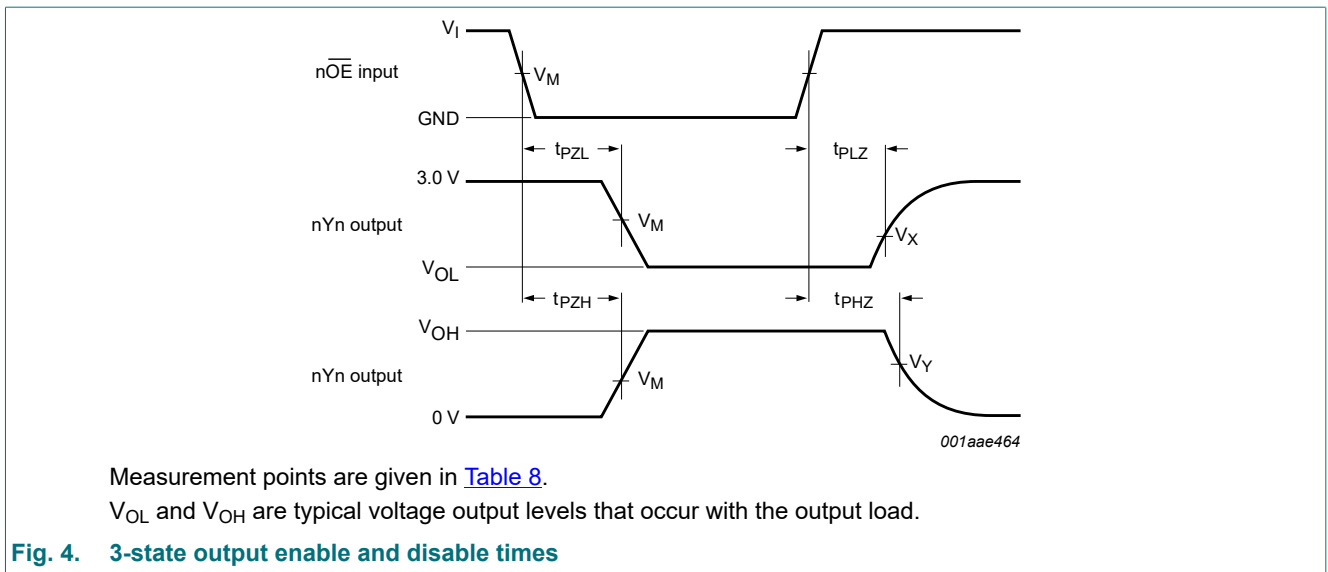 V_I
nO̅E̅ input
V_M
GND
t_PZL
t_PLZ
3.0 V
nYn output
V_M
V_X
V_OL
t_PZH
t_PHZ
V_OH
nYn output
V_M
V_Y
0 V
001aae464
Measurement points are given in Table 8.
V_OL and V_OH are typical voltage output levels that occur with the output load.
Fig. 4. 3-state output enable and disable times